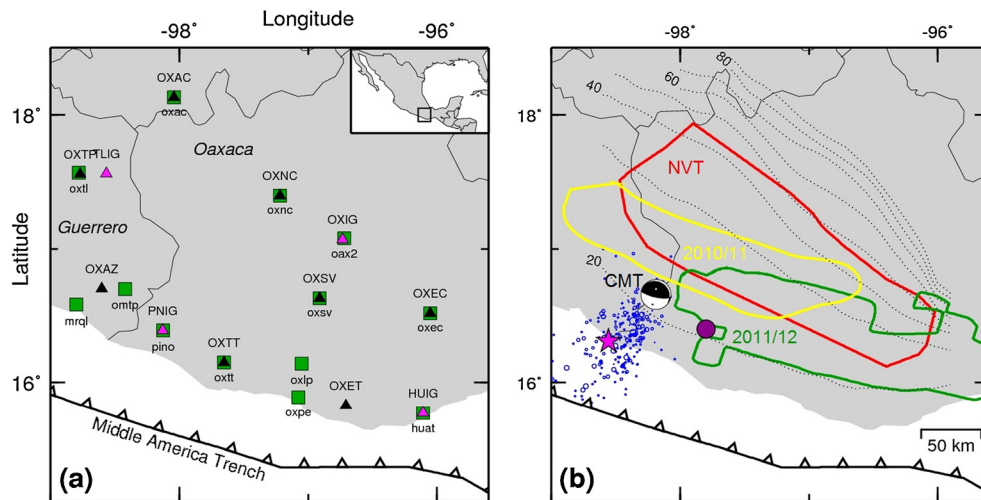 Longitude
-98°
-96°
Latitude
18°
17°
16°
OXAC
oxac
OXTP
TLIG
oxtl
Oaxaca
OXNC
oxnc
Guerrero
OXIG
oax2
OXAZ
omtp
mrql
OXSV
oxsv
OXEC
oxec
PNIG
pino
OXTT
oxtt
oxlp
oxpe
OXET
HUIG
huat
Middle America Trench
(a)
-98°
-96°
18°
17°
16°
80
60
40
NVT
2010/11
20
CMT
2011/12
50 km
(b)